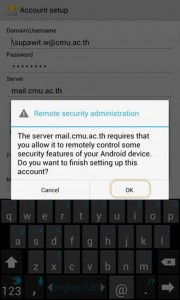 Account setup
Domain\Username
\supawit.w@cmu.ac.th
Password
Server
mail.cmu.ac.th
Remote security administration
The server mail.cmu.ac.th requires that
you allow it to remotely control some
security features of your Android device.
Do you want to finish setting up this
account?
Cancel
OK
q w e r t y u i o p
a s d f g h j k l
z x c v b n m
123
English (US)